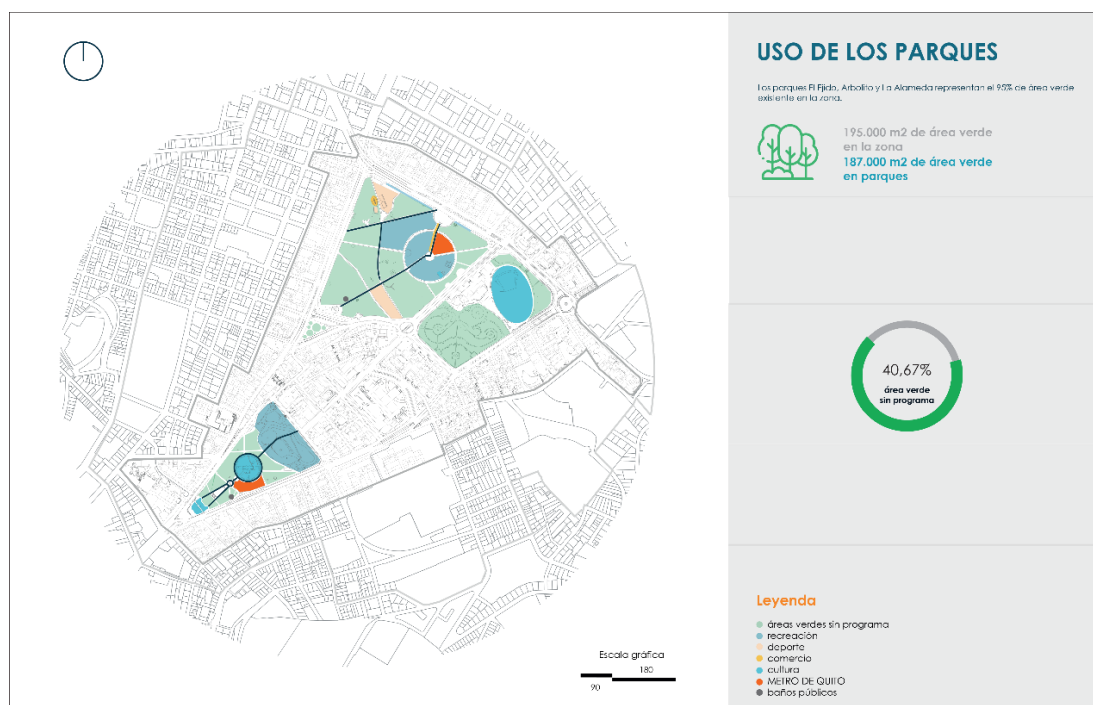 USO DE LOS PARQUES
Los parques El Ejido, Arbolito y La Alameda representan el 95% de área verde
existente en la zona.
195.000 m2 de área verde
en la zona
187.000 m2 de área verde
en parques
40,67%
área verde
sin programa
Leyenda
áreas verdes sin programa
recreación
deporte
comercio
cultura
METRO DE QUITO
baños públicos
Escala gráfica
180
90